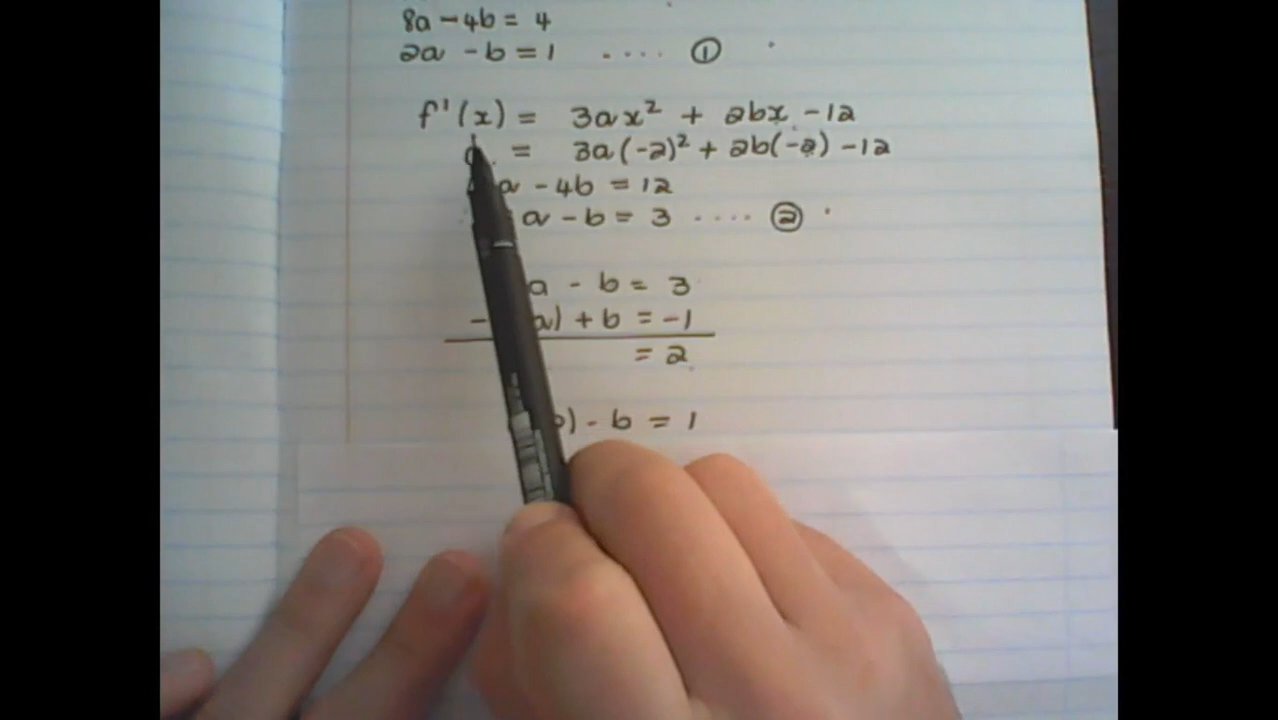 8a - 4b = 4
2a - b = 1 .... ①
f'(x) = 3ax² + 2bx - 12
= 3a(-2)² + 2b(-2) - 12
a - 4b = 12
a - b = 3 .... ②
a - b = 3
- a) + b = -1
= 2
) - b = 1